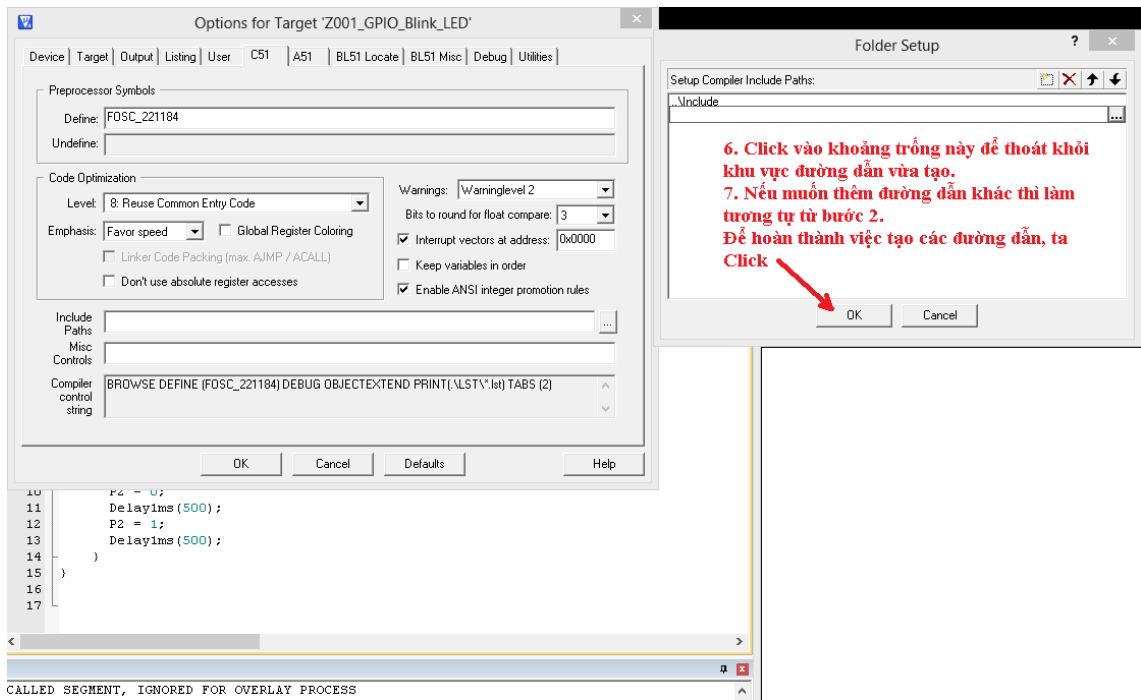 Options for Target 'Z001_GPIO_Blink_LED'
Device Target Output Listing User C51 A51 BL51 Locate BL51 Misc Debug Utilities
Preprocessor Symbols
Define: FOSC_221184
Undefine:
Code Optimization
Level: 8: Reuse Common Entry Code
Emphasis: Favor speed Global Register Coloring
Linker Code Packing (max. AJMP / ACALL)
Don't use absolute register accesses
Warnings: Warninglevel 2
Bits to round for float compare: 3
Interrupt vectors at address: 0x0000
Keep variables in order
Enable ANSI integer promotion rules
Include Paths
...
Misc Controls
Compiler control string
BROWSE DEFINE (FOSC_221184) DEBUG OBJECTEXTEND PRINT(.\LST\*.lst) TABS (2)
OK Cancel Defaults Help
Folder Setup
?
Setup Compiler Include Paths:
..\Include
...
6. Click vào khoảng trống này để thoát khỏi
khu vực đường dẫn vừa tạo.
7. Nếu muốn thêm đường dẫn khác thì làm
tương tự từ bước 2.
Để hoàn thành việc tạo các đường dẫn, ta
Click
OK Cancel
10 P2 = 0;
11 Delay1ms(500);
12 P2 = 1;
13 Delay1ms(500);
14 }
15 }
16
17
CALLED SEGMENT, IGNORED FOR OVERLAY PROCESS